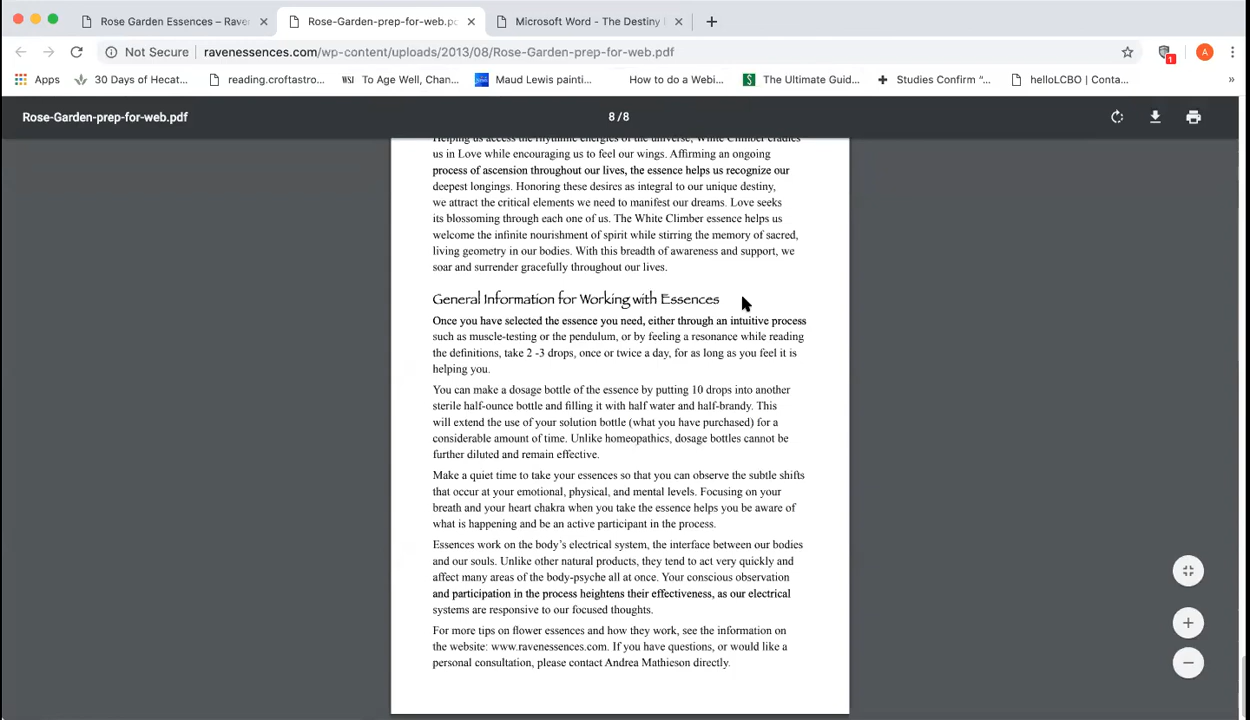 Rose Garden Essences – Rave
Rose-Garden-prep-for-web.pd
Microsoft Word - The Destiny
Not Secure
ravenessences.com/wp-content/uploads/2013/08/Rose-Garden-prep-for-web.pdf
A
1
Apps
30 Days of Hecat...
reading.croftastro...
WSJ To Age Well, Chan...
Maud Lewis painti...
How to do a Webi...
S The Ultimate Guid...
Studies Confirm “...
helloLCBO | Conta...
Rose-Garden-prep-for-web.pdf
8 / 8
Helping us access the rhythmic energies of the universe, White Climber cradles
us in Love while encouraging us to feel our wings. Affirming an ongoing
process of ascension throughout our lives, the essence helps us recognize our
deepest longings. Honoring these desires as integral to our unique destiny,
we attract the critical elements we need to manifest our dreams. Love seeks
its blossoming through each one of us. The White Climber essence helps us
welcome the infinite nourishment of spirit while stirring the memory of sacred,
living geometry in our bodies. With this breadth of awareness and support, we
soar and surrender gracefully throughout our lives.
General Information for Working with Essences
Once you have selected the essence you need, either through an intuitive process
such as muscle-testing or the pendulum, or by feeling a resonance while reading
the definitions, take 2 -3 drops, once or twice a day, for as long as you feel it is
helping you.
You can make a dosage bottle of the essence by putting 10 drops into another
sterile half-ounce bottle and filling it with half water and half-brandy. This
will extend the use of your solution bottle (what you have purchased) for a
considerable amount of time. Unlike homeopathics, dosage bottles cannot be
further diluted and remain effective.
Make a quiet time to take your essences so that you can observe the subtle shifts
that occur at your emotional, physical, and mental levels. Focusing on your
breath and your heart chakra when you take the essence helps you be aware of
what is happening and be an active participant in the process.
Essences work on the body’s electrical system, the interface between our bodies
and our souls. Unlike other natural products, they tend to act very quickly and
affect many areas of the body-psyche all at once. Your conscious observation
and participation in the process heightens their effectiveness, as our electrical
systems are responsive to our focused thoughts.
For more tips on flower essences and how they work, see the information on
the website: www.ravenessences.com. If you have questions, or would like a
personal consultation, please contact Andrea Mathieson directly.